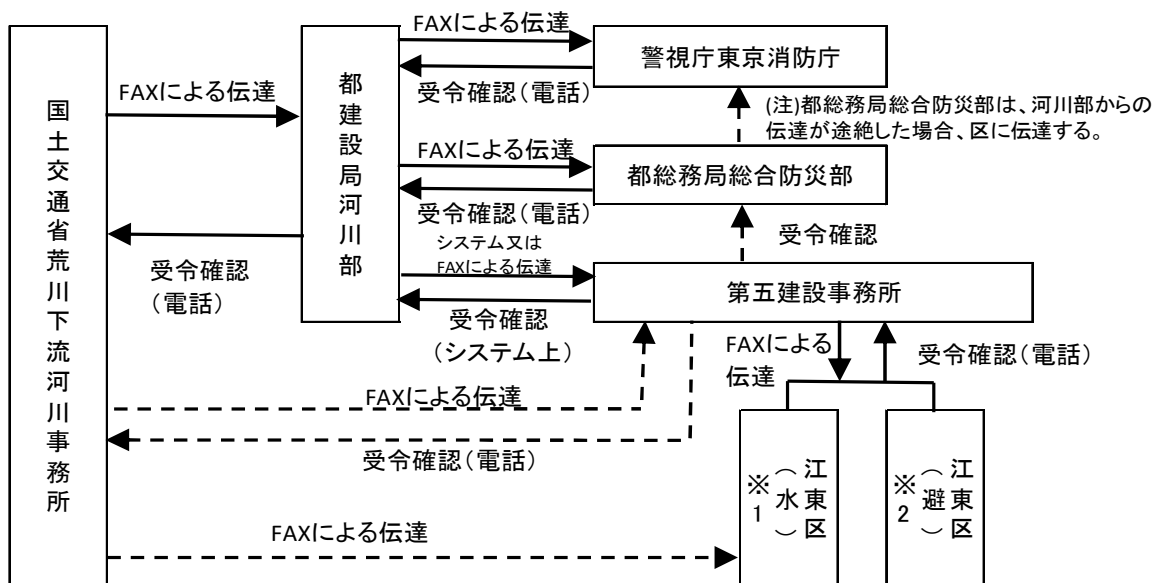 国土交通省荒川下流河川事務所
FAXによる伝達
受令確認
（電話）
都建設局河川部
FAXによる伝達
受令確認（電話）
警視庁東京消防庁
(注)都総務局総合防災部は、河川部からの
伝達が途絶した場合、区に伝達する。
FAXによる伝達
受令確認（電話）
都総務局総合防災部
受令確認
システム又は
FAXによる伝達
受令確認
（システム上）
第五建設事務所
FAXによる
伝達
受令確認（電話）
FAXによる伝達
受令確認（電話）
FAXによる伝達
江東区
（水）
※1
江東区
（避）
※2